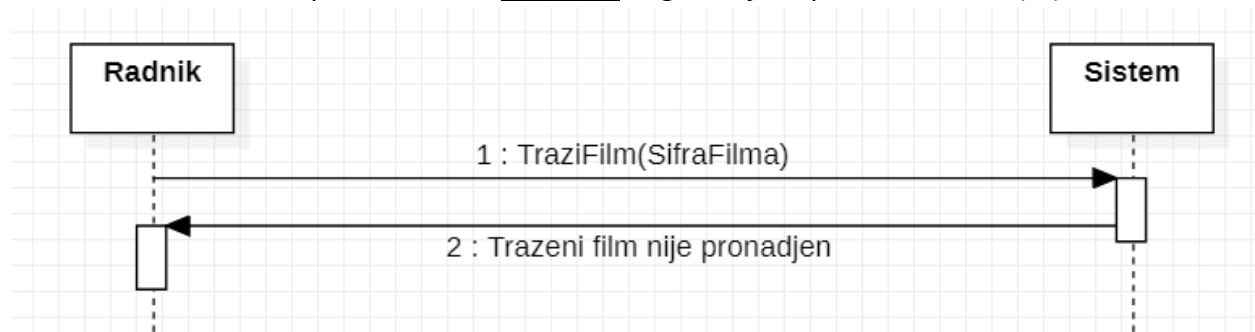 Radnik
Sistem
1 : TraziFilm(SifraFilma)
2 : Trazeni film nije pronadjen